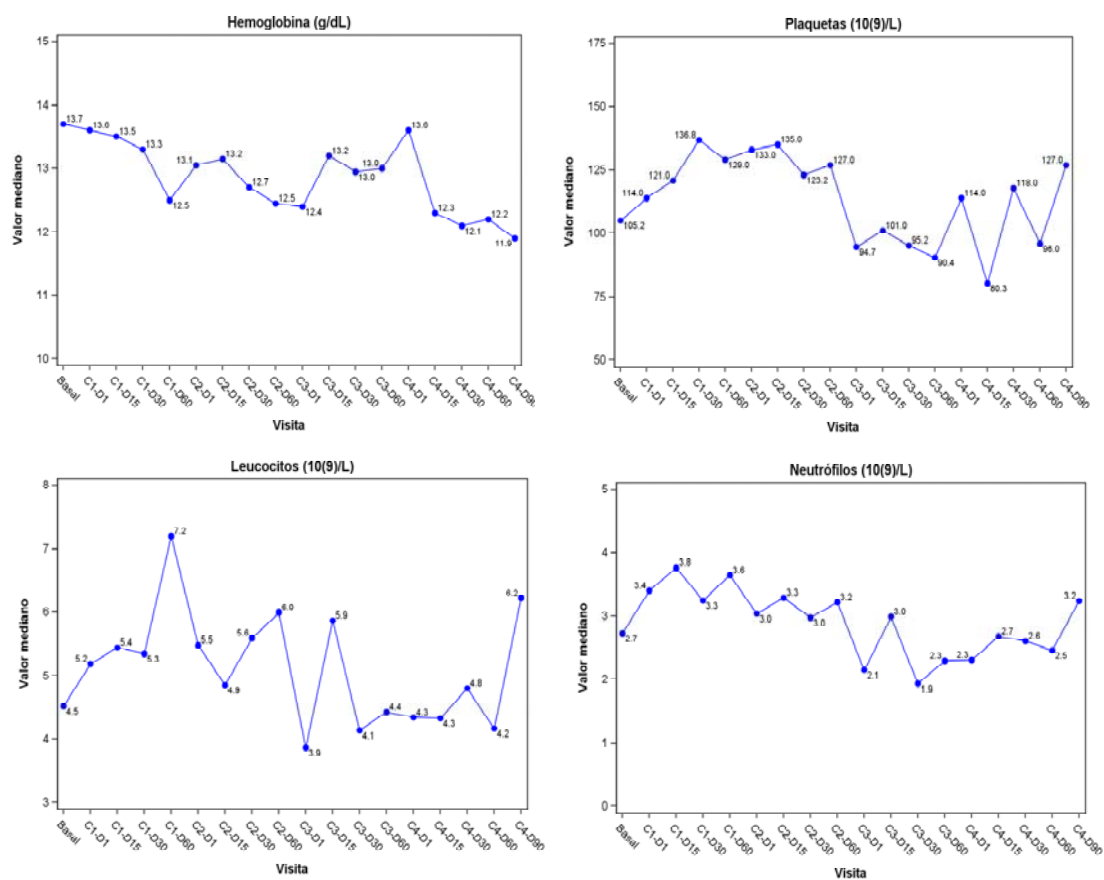 Hemoglobina (g/dL)
Valor mediano
15
14
13
12
11
10
13.7
13.6
13.5
13.3
12.5
13.1
13.2
12.7
12.5
12.4
13.2
13.0
13.0
13.6
12.3
12.1
12.2
11.9
Basal
C1-D1
C1-D15
C1-D30
C1-D60
C2-D1
C2-D15
C2-D30
C2-D60
C3-D1
C3-D15
C3-D30
C3-D60
C4-D1
C4-D15
C4-D30
C4-D60
C4-D90
Visita
Plaquetas (10(9)/L)
Valor mediano
175
150
125
100
75
50
105.2
114.0
121.0
136.8
129.0
133.0
135.0
123.2
127.0
94.7
101.0
95.2
90.4
114.0
80.3
118.0
96.0
127.0
Basal
C1-D1
C1-D15
C1-D30
C1-D60
C2-D1
C2-D15
C2-D30
C2-D60
C3-D1
C3-D15
C3-D30
C3-D60
C4-D1
C4-D15
C4-D30
C4-D60
C4-D90
Visita
Leucocitos (10(9)/L)
Valor mediano
8
7
6
5
4
3
4.5
5.2
5.4
5.3
7.2
5.5
4.9
5.6
6.0
3.9
5.9
4.1
4.4
4.3
4.3
4.8
4.2
6.2
Basal
C1-D1
C1-D15
C1-D30
C1-D60
C2-D1
C2-D15
C2-D30
C2-D60
C3-D1
C3-D15
C3-D30
C3-D60
C4-D1
C4-D15
C4-D30
C4-D60
C4-D90
Visita
Neutrófilos (10(9)/L)
Valor mediano
5
4
3
2
1
0
2.7
3.4
3.8
3.3
3.6
3.0
3.3
3.0
3.2
2.1
3.0
1.9
2.3
2.3
2.7
2.6
2.5
3.2
Basal
C1-D1
C1-D15
C1-D30
C1-D60
C2-D1
C2-D15
C2-D30
C2-D60
C3-D1
C3-D15
C3-D30
C3-D60
C4-D1
C4-D15
C4-D30
C4-D60
C4-D90
Visita